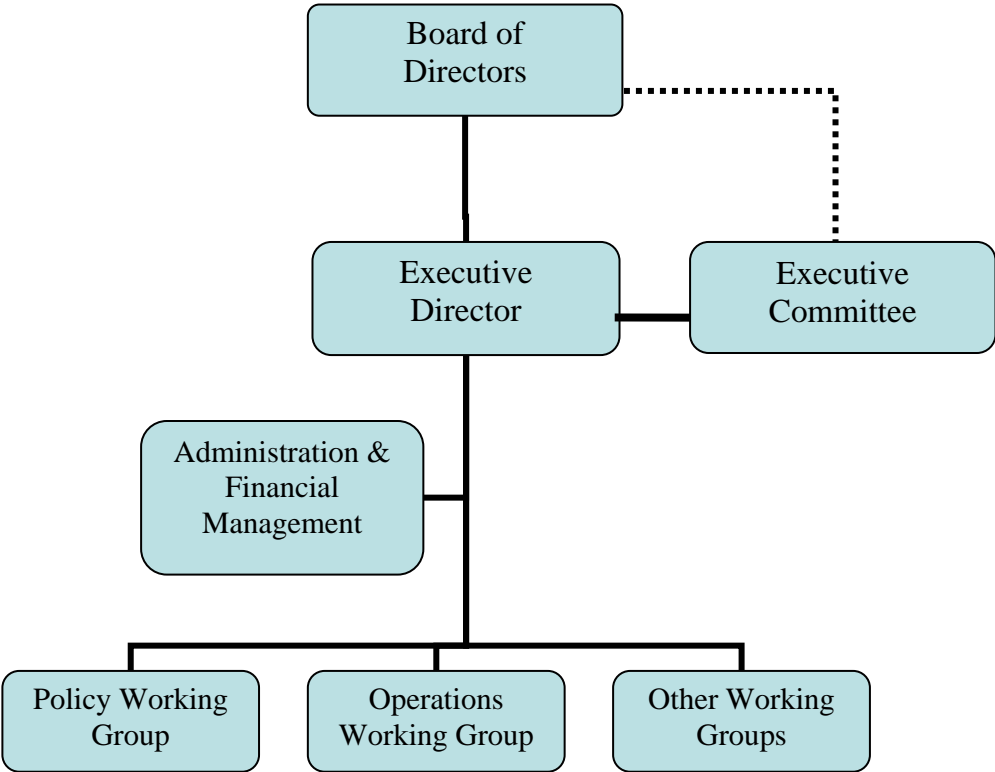 Board of
Directors
Executive
Director
Executive
Committee
Administration &
Financial
Management
Policy Working
Group
Operations
Working Group
Other Working
Groups